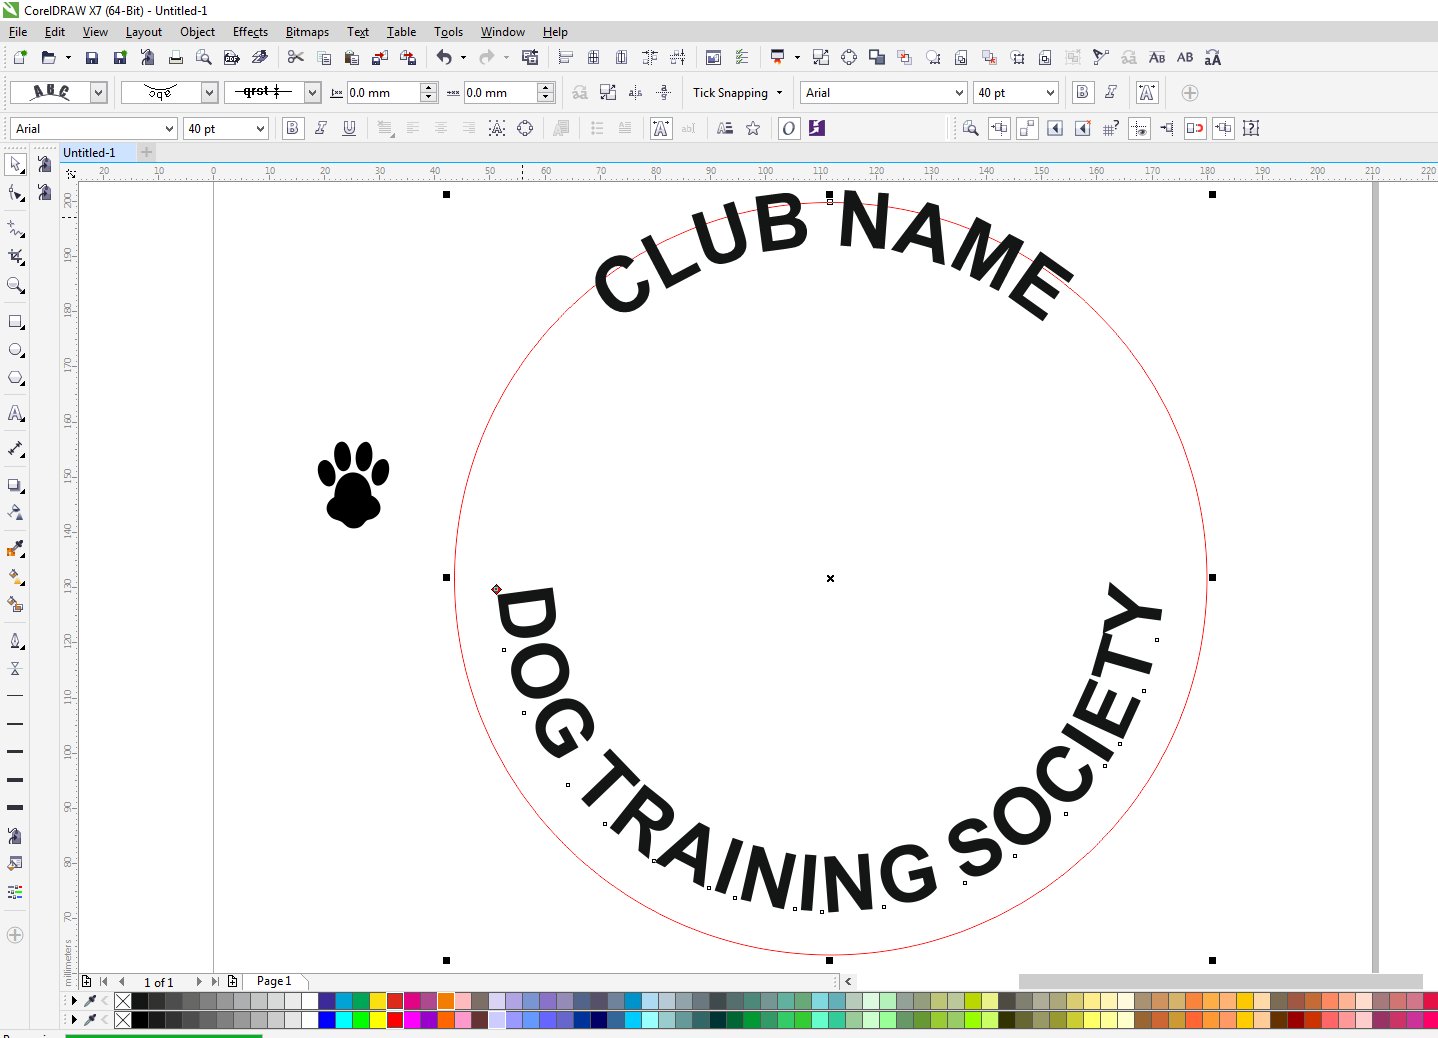 CorelDRAW X7 (64-Bit) - Untitled-1
File Edit View Layout Object Effects Bitmaps Text Table Tools Window Help
ABC abc qrst 0.0 mm 0.0 mm Tick Snapping Arial 40 pt B I A
Arial 40 pt B I U
Untitled-1
20 10 0 10 20 30 40 50 60 70 80 90 100 110 120 130 140 150 160 170 180 190 200 210 220
200
190
180
170
160
150
140
130
120
110
100
90
80
70
millimeters
CLUB NAME
DOG TRAINING SOCIETY
1 of 1 Page 1